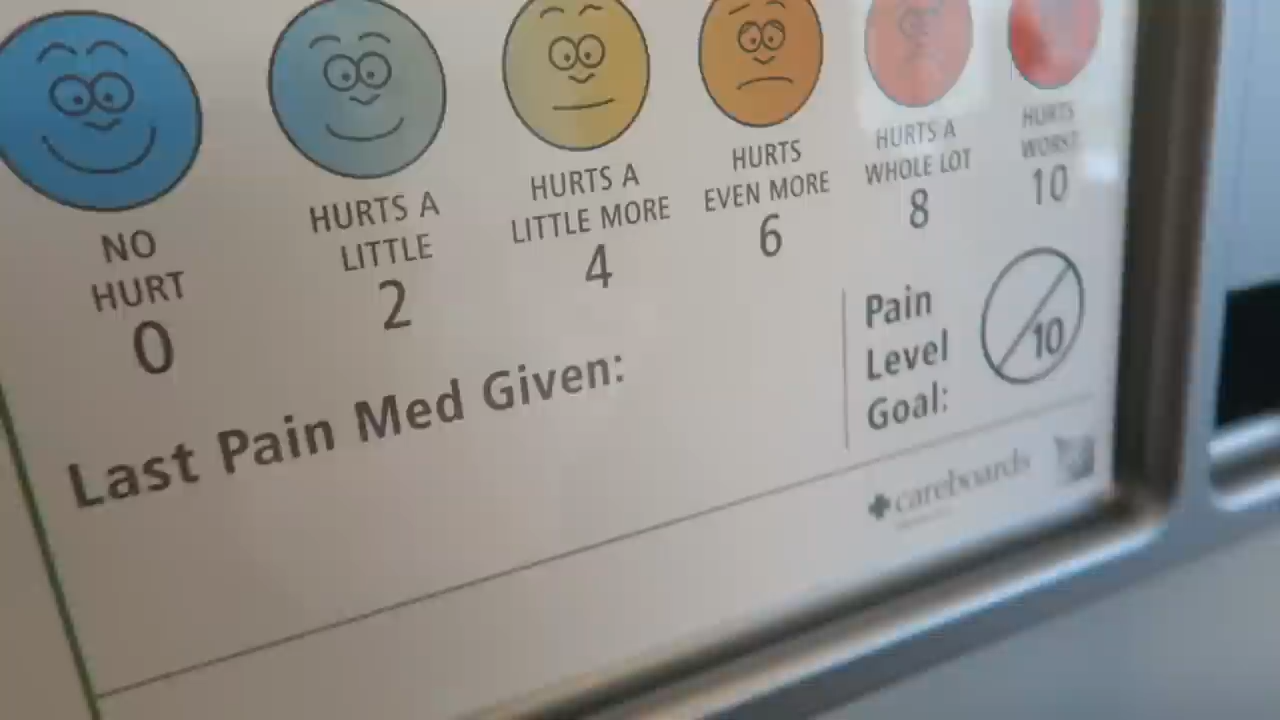 NO
HURT
0
HURTS A
LITTLE
2
HURTS A
LITTLE MORE
4
HURTS
EVEN MORE
6
HURTS A
WHOLE LOT
8
HURTS
WORST
10
Last Pain Med Given:
Pain
Level
Goal:
10
careboards